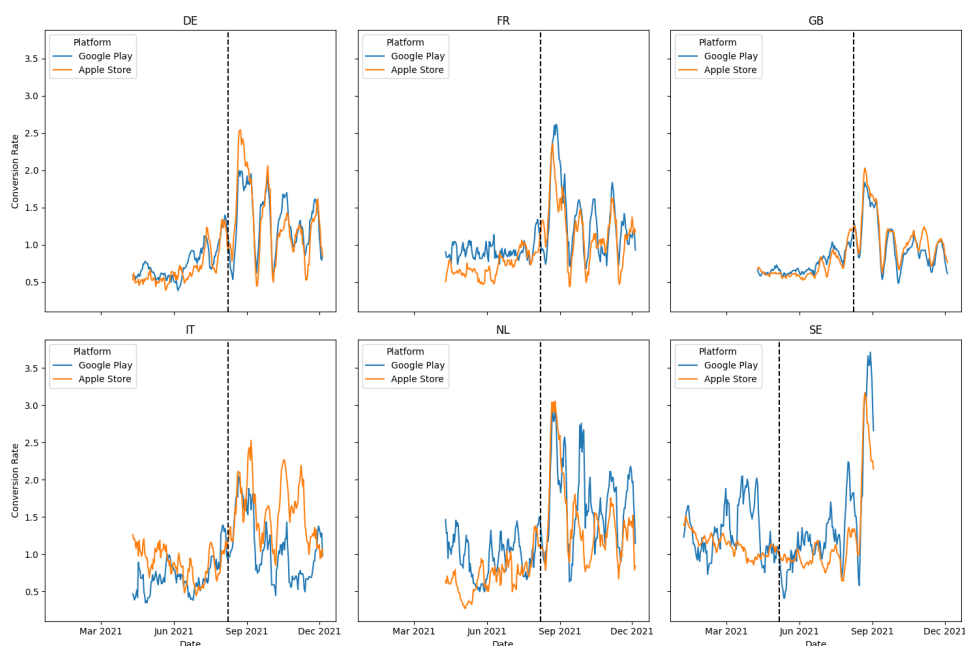 DE
FR
GB
Conversion Rate
3.5
3.0
2.5
2.0
1.5
1.0
0.5
Platform
Google Play
Apple Store
Platform
Google Play
Apple Store
Platform
Google Play
Apple Store
IT
NL
SE
Conversion Rate
3.5
3.0
2.5
2.0
1.5
1.0
0.5
Platform
Google Play
Apple Store
Platform
Google Play
Apple Store
Platform
Google Play
Apple Store
Mar 2021 Jun 2021 Sep 2021 Dec 2021
Date
Mar 2021 Jun 2021 Sep 2021 Dec 2021
Date
Mar 2021 Jun 2021 Sep 2021 Dec 2021
Date